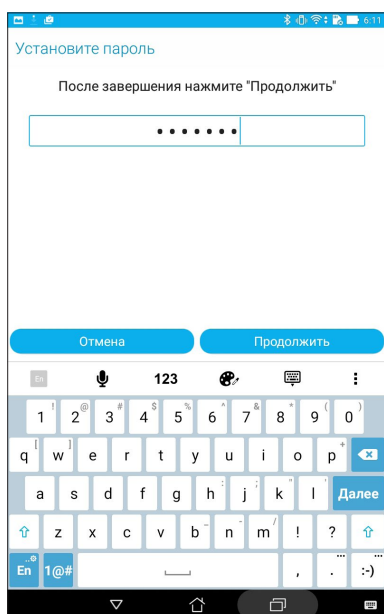 6:11
Установите пароль
После завершения нажмите "Продолжить"
•••••••
Отмена Продолжить
En 123
1 ! 2 @ 3 # 4 $ 5 % 6 ^ 7 & 8 * 9 ( 0 )
q [ w ] e r t y u i o p +
a s d f g h : j ; k " l ' Далее
z x c v b - n - m / ! ?
En 1@# , . :-)